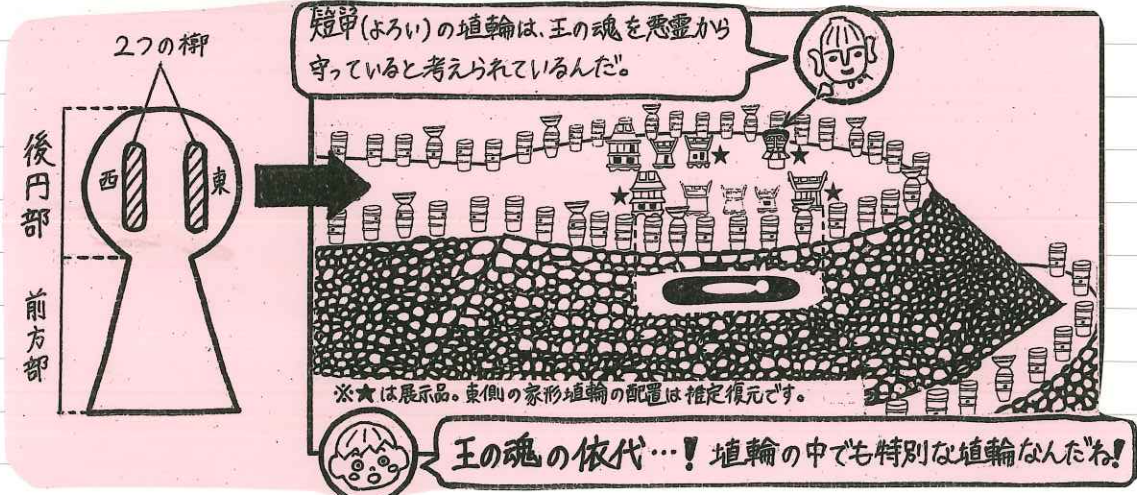 2つの槨
後円部
前方部
西
東
鎧甲(よろい)の埴輪は、王の魂を悪霊から
守っていると考えられているんだ。
※★は展示品。東側の家形埴輪の配置は推定復元です。
王の魂の依代…！埴輪の中でも特別な埴輪なんだね！